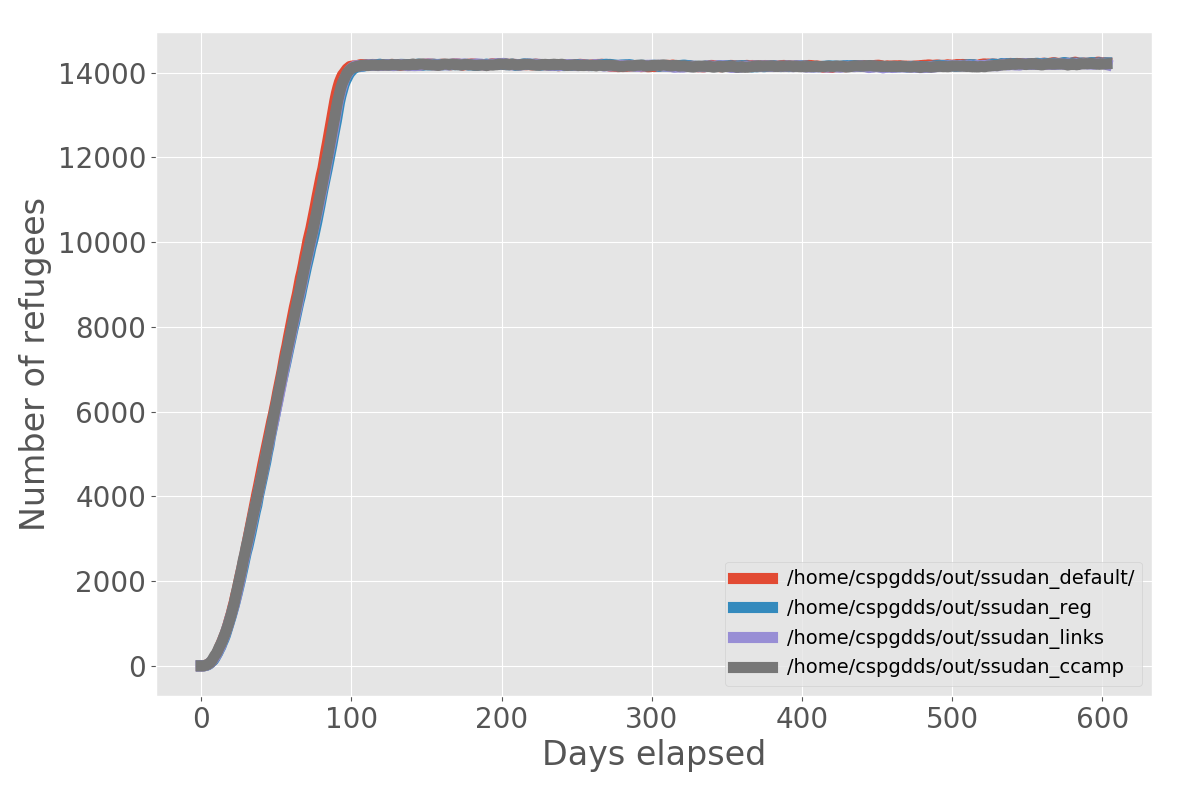 14000
12000
10000
8000
6000
4000
2000
0
Number of refugees
0 100 200 300 400 500 600
Days elapsed
/home/cspgdds/out/ssudan_default/
/home/cspgdds/out/ssudan_reg
/home/cspgdds/out/ssudan_links
/home/cspgdds/out/ssudan_ccamp